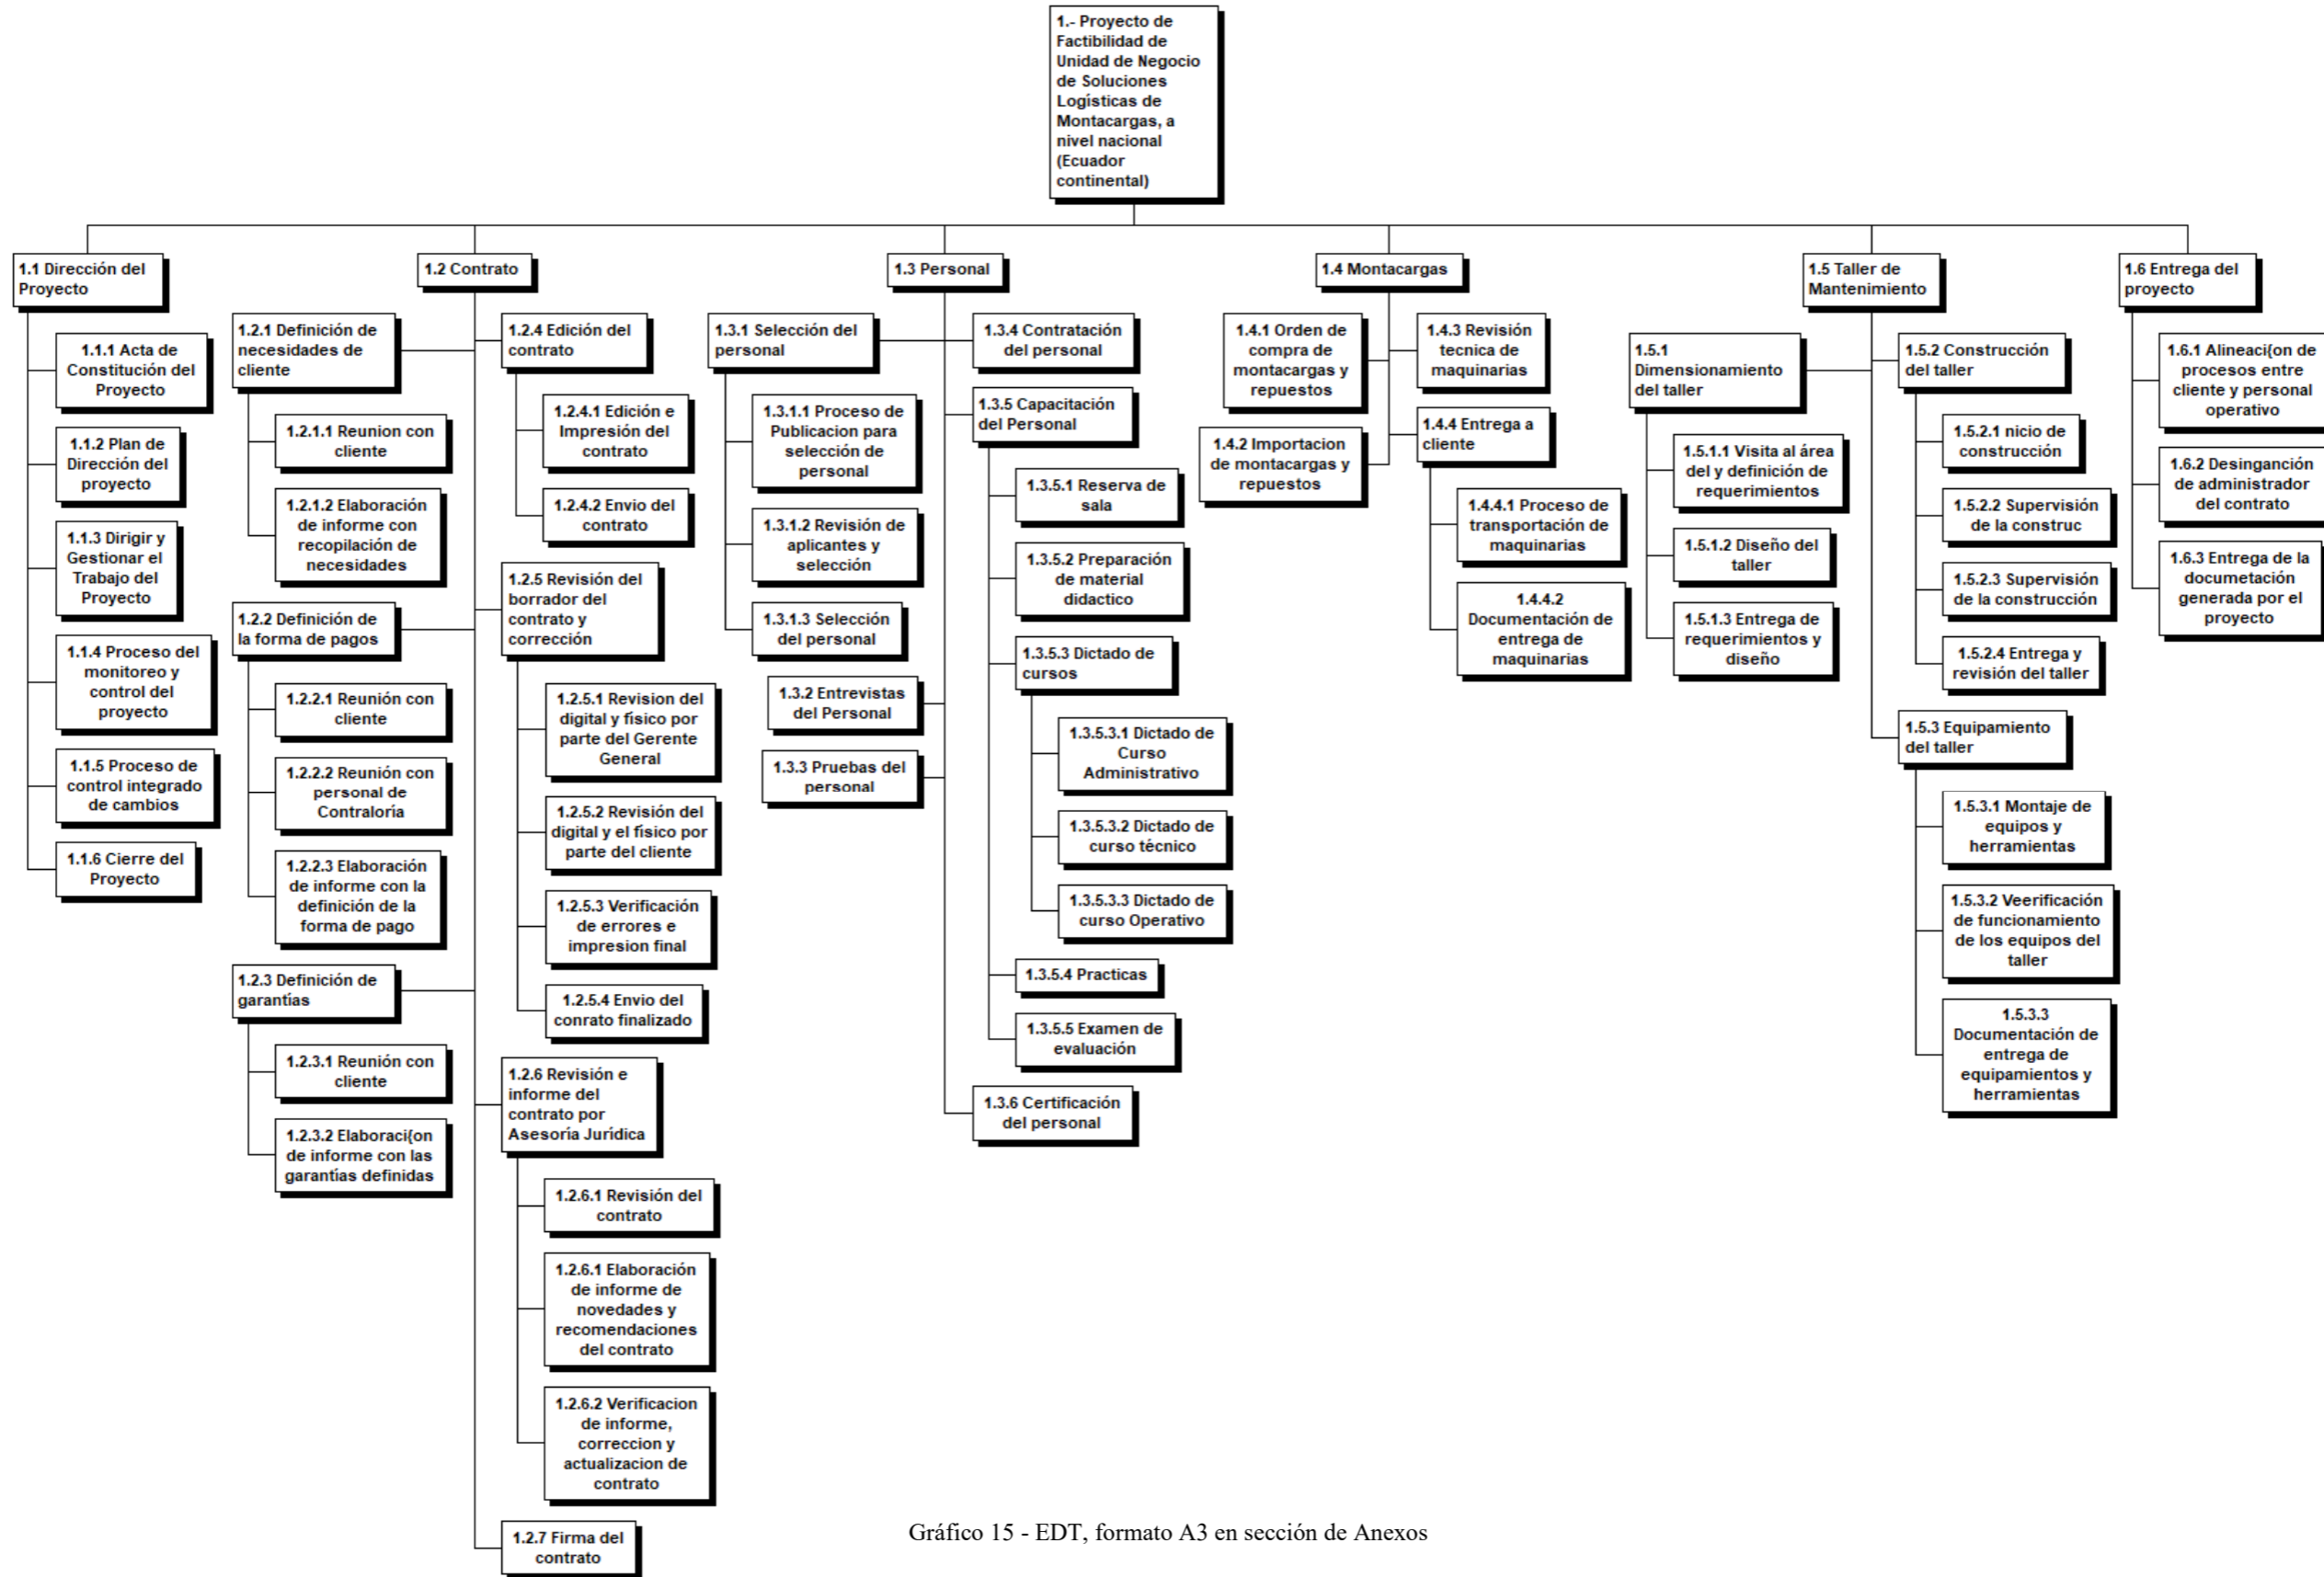 1.- Proyecto de
Factibilidad de
Unidad de Negocio
de Soluciones
Logísticas de
Montacargas, a
nivel nacional
(Ecuador
continental)
1.1 Dirección del
Proyecto
1.1.1 Acta de
Constitución del
Proyecto
1.1.2 Plan de
Dirección del
proyecto
1.1.3 Dirigir y
Gestionar el
Trabajo del
Proyecto
1.1.4 Proceso del
monitoreo y
control del
proyecto
1.1.5 Proceso de
control integrado
de cambios
1.1.6 Cierre del
Proyecto
1.2 Contrato
1.2.1 Definición de
necesidades de
cliente
1.2.1.1 Reunion con
cliente
1.2.1.2 Elaboración
de informe con
recopilación de
necesidades
1.2.2 Definición de
la forma de pagos
1.2.2.1 Reunión con
cliente
1.2.2.2 Reunión con
personal de
Contraloría
1.2.2.3 Elaboración
de informe con la
definición de la
forma de pago
1.2.3 Definición de
garantías
1.2.3.1 Reunión con
cliente
1.2.3.2 Elaboraci{on
de informe con las
garantías definidas
1.2.4 Edición del
contrato
1.2.4.1 Edición e
Impresión del
contrato
1.2.4.2 Envio del
contrato
1.2.5 Revisión del
borrador del
contrato y
corrección
1.2.5.1 Revision del
digital y físico por
parte del Gerente
General
1.2.5.2 Revisión del
digital y el físico por
parte del cliente
1.2.5.3 Verificación
de errores e
impresion final
1.2.5.4 Envio del
conrato finalizado
1.2.6 Revisión e
informe del
contrato por
Asesoría Jurídica
1.2.6.1 Revisión del
contrato
1.2.6.1 Elaboración
de informe de
novedades y
recomendaciones
del contrato
1.2.6.2 Verificacion
de informe,
correccion y
actualizacion de
contrato
1.2.7 Firma del
contrato
1.3 Personal
1.3.1 Selección del
personal
1.3.1.1 Proceso de
Publicacion para
selección de
personal
1.3.1.2 Revisión de
aplicantes y
selección
1.3.1.3 Selección
del personal
1.3.2 Entrevistas
del Personal
1.3.3 Pruebas del
personal
1.3.4 Contratación
del personal
1.3.5 Capacitación
del Personal
1.3.5.1 Reserva de
sala
1.3.5.2 Preparación
de material
didactico
1.3.5.3 Dictado de
cursos
1.3.5.3.1 Dictado de
Curso
Administrativo
1.3.5.3.2 Dictado de
curso técnico
1.3.5.3.3 Dictado de
curso Operativo
1.3.5.4 Practicas
1.3.5.5 Examen de
evaluación
1.3.6 Certificación
del personal
1.4 Montacargas
1.4.1 Orden de
compra de
montacargas y
repuestos
1.4.2 Importacion
de montacargas y
repuestos
1.4.3 Revisión
tecnica de
maquinarias
1.4.4 Entrega a
cliente
1.4.4.1 Proceso de
transportación de
maquinarias
1.4.4.2
Documentación de
entrega de
maquinarias
1.5 Taller de
Mantenimiento
1.5.1
Dimensionamiento
del taller
1.5.1.1 Visita al área
del y definición de
requerimientos
1.5.1.2 Diseño del
taller
1.5.1.3 Entrega de
requerimientos y
diseño
1.5.2 Construcción
del taller
1.5.2.1 nicio de
construcción
1.5.2.2 Supervisión
de la construc
1.5.2.3 Supervisión
de la construcción
1.5.2.4 Entrega y
revisión del taller
1.5.3 Equipamiento
del taller
1.5.3.1 Montaje de
equipos y
herramientas
1.5.3.2 Veerificación
de funcionamiento
de los equipos del
taller
1.5.3.3
Documentación de
entrega de
equipamientos y
herramientas
1.6 Entrega del
proyecto
1.6.1 Alineaci{on de
procesos entre
cliente y personal
operativo
1.6.2 Desinganción
de administrador
del contrato
1.6.3 Entrega de la
documetación
generada por el
proyecto
Gráfico 15 - EDT, formato A3 en sección de Anexos